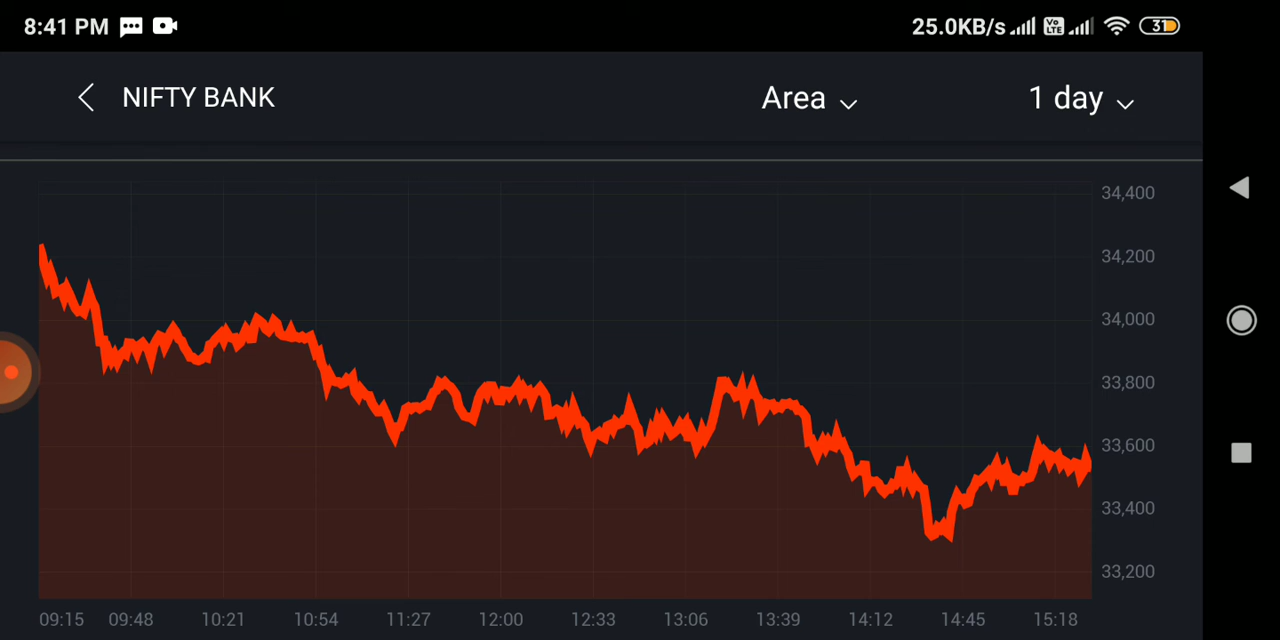 8:41 PM 25.0KB/s Vo LTE 31
NIFTY BANK Area 1 day
34,400
34,200
34,000
33,800
33,600
33,400
33,200
09:15 09:48 10:21 10:54 11:27 12:00 12:33 13:06 13:39 14:12 14:45 15:18